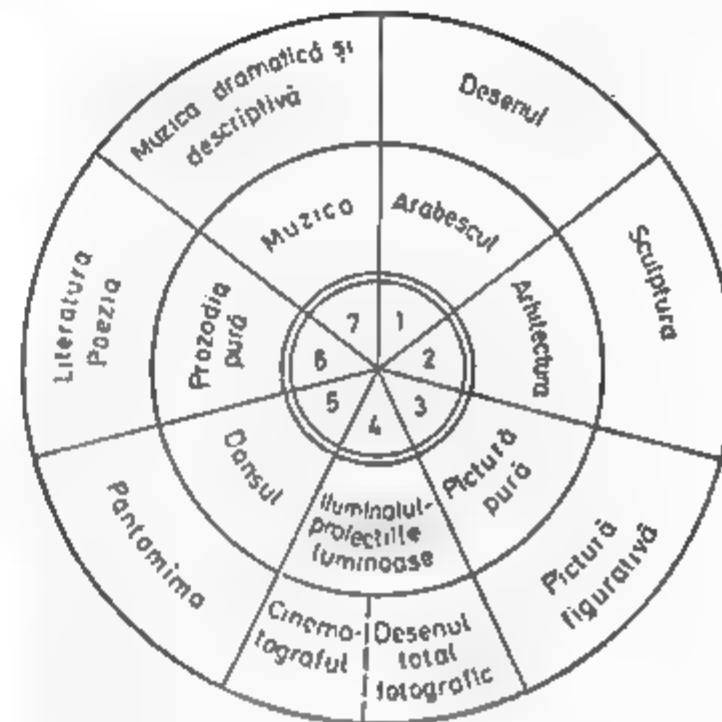 Muzica dramatică și
descriptivă
Desenul
Sculptura
Pictură
figurativă
Desenul
total
fotografic
Cinema-
tograful
Pantomima
Literatura
Poezia
Muzica
Arabescul
Arhitectura
Pictură
pură
Iluminatul-
proiecțiile
luminoase
Dansul
Prozodia
pură
1
2
3
4
5
6
7